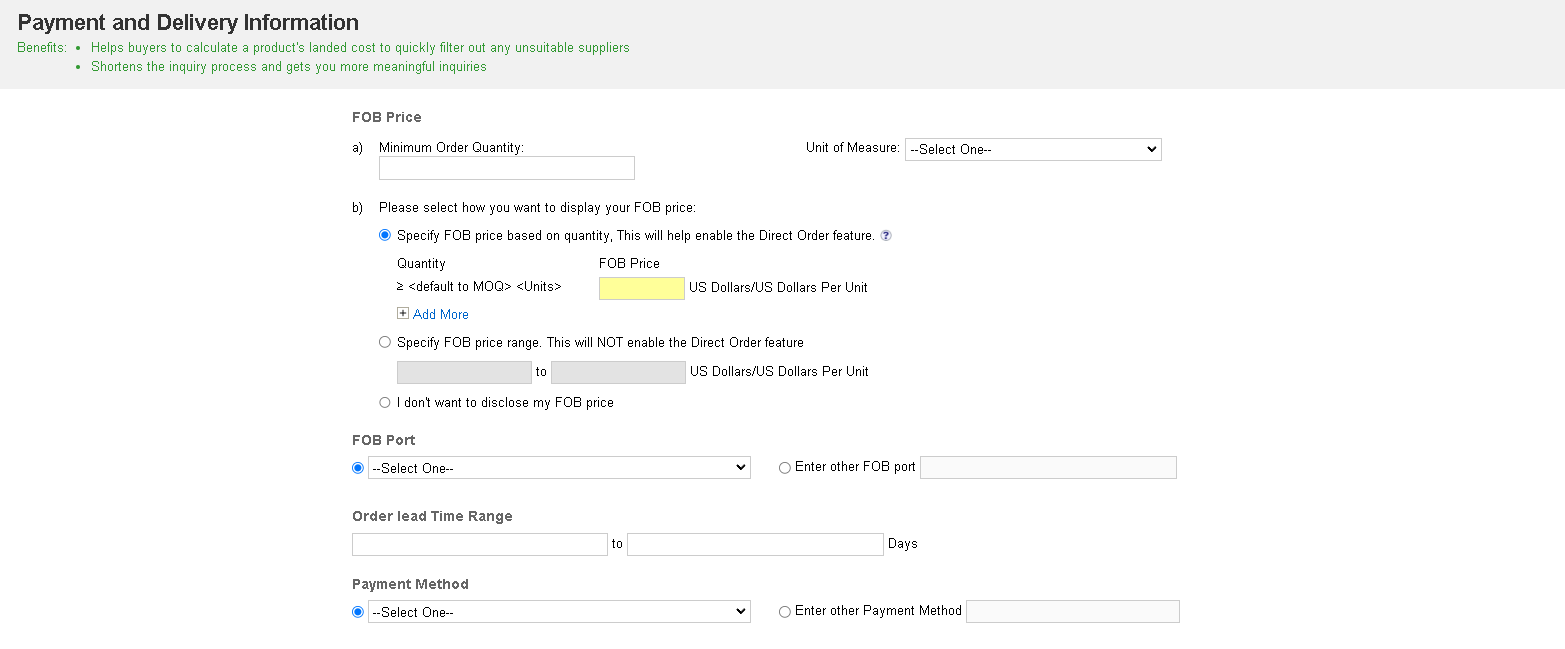 Payment and Delivery Information
Benefits: • Helps buyers to calculate a product's landed cost to quickly filter out any unsuitable suppliers
• Shortens the inquiry process and gets you more meaningful inquiries
FOB Price
a) Minimum Order Quantity: Unit of Measure: --Select One--
b) Please select how you want to display your FOB price:
Specify FOB price based on quantity, This will help enable the Direct Order feature. ?
Quantity FOB Price
≥ <default to MOQ> <Units> US Dollars/US Dollars Per Unit
+ Add More
Specify FOB price range. This will NOT enable the Direct Order feature
to US Dollars/US Dollars Per Unit
I don't want to disclose my FOB price
FOB Port
--Select One-- Enter other FOB port
Order lead Time Range
to Days
Payment Method
--Select One-- Enter other Payment Method